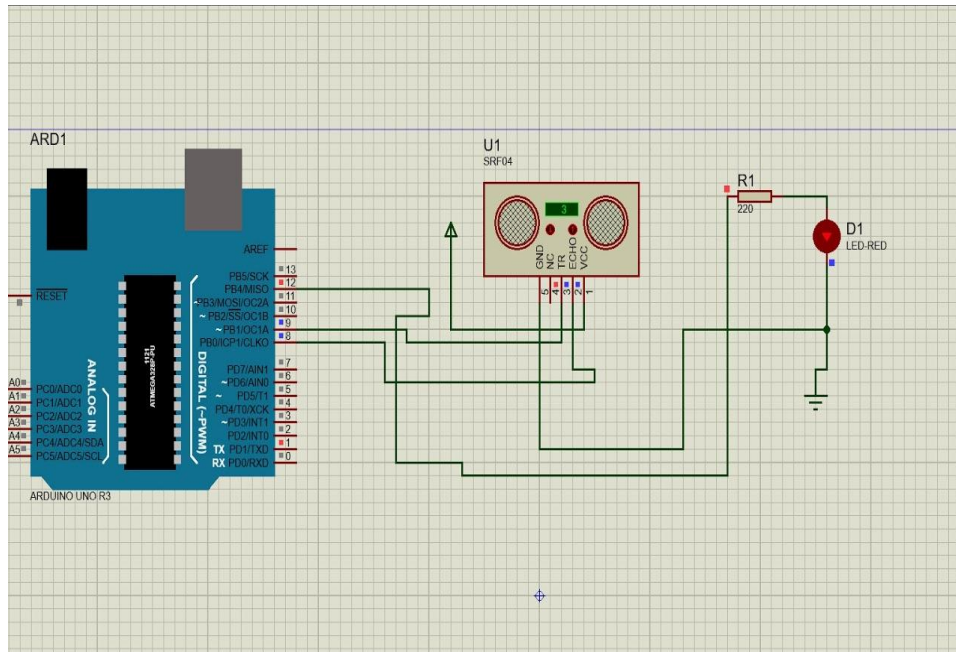 ARD1
U1
SRF04
3
R1
220
D1
LED-RED
GND
NC
TR
ECHO
VCC
5
4
3
2
1
RESET
AREF
PB5/SCK
13
PB4/MISO
12
~PB3/MOSI/OC2A
11
~ PB2/SS/OC1B
10
~ PB1/OC1A
9
PB0/ICP1/CLKO
8
PD7/AIN1
7
~PD6/AIN0
6
~ PD5/T1
5
PD4/T0/XCK
4
~PD3/INT1
3
PD2/INT0
2
TX PD1/TXD
1
RX PD0/RXD
0
DIGITAL (~PWM)
1121
ATMEGA328P-PU
ANALOG IN
A0
PC0/ADC0
A1
PC1/ADC1
A2
PC2/ADC2
A3
PC3/ADC3
A4
PC4/ADC4/SDA
A5
PC5/ADC5/SCL
ARDUINO UNO R3